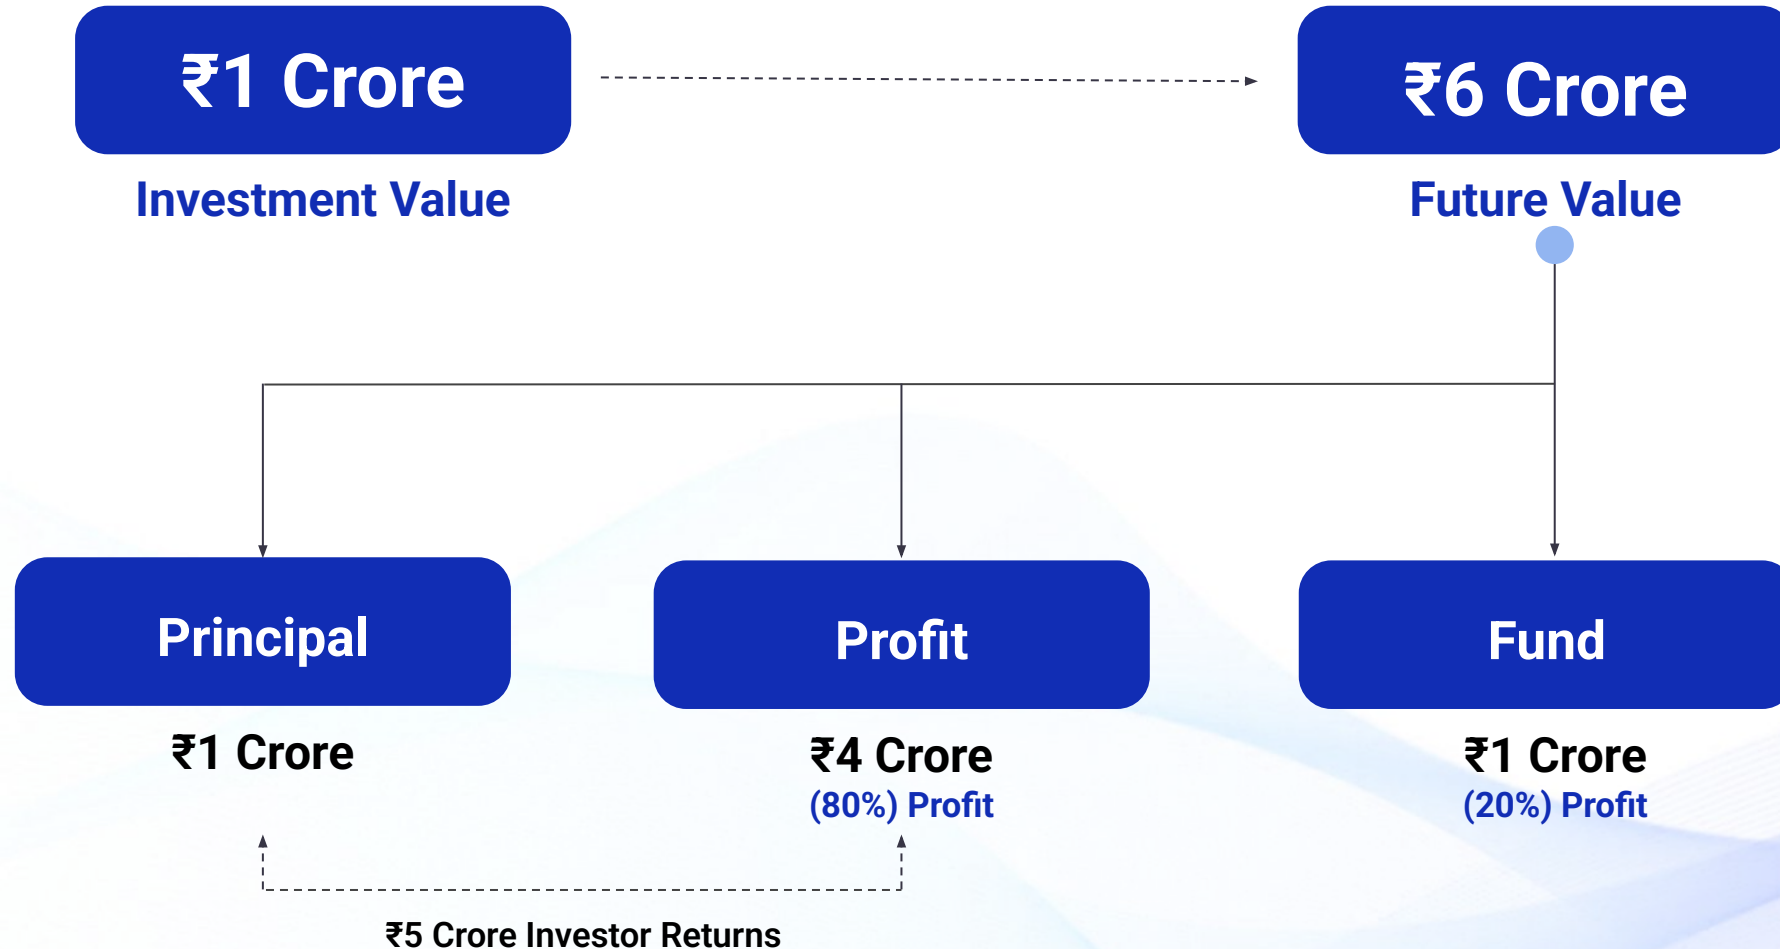 ₹1 Crore
₹6 Crore
Investment Value
Future Value
Principal
Profit
Fund
₹1 Crore
₹4 Crore
₹1 Crore
(80%) Profit
(20%) Profit
₹5 Crore Investor Returns